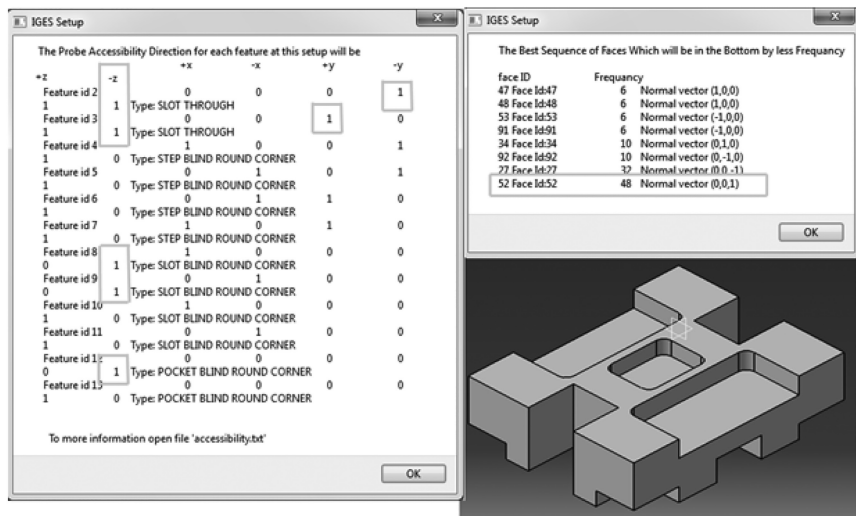 IGES Setup
The Probe Accessibility Direction for each feature at this setup will be
+z -z +x -x +y -y
Feature id 2 0 0 0 1
1 1 Type: SLOT THROUGH
Feature id 3 0 0 1 0
1 1 Type: SLOT THROUGH
Feature id 4 1 0 0 1
1 0 Type: STEP BLIND ROUND CORNER
Feature id 5 0 1 0 1
1 0 Type: STEP BLIND ROUND CORNER
Feature id 6 0 1 1 0
1 0 Type: STEP BLIND ROUND CORNER
Feature id 7 1 0 1 0
1 0 Type: STEP BLIND ROUND CORNER
Feature id 8 1 0 0 0
0 1 Type: SLOT BLIND ROUND CORNER
Feature id 9 0 1 0 0
0 1 Type: SLOT BLIND ROUND CORNER
Feature id 10 1 0 0 0
1 0 Type: SLOT BLIND ROUND CORNER
Feature id 11 0 1 0 0
1 0 Type: SLOT BLIND ROUND CORNER
Feature id 12 0 0 0 0
0 1 Type: POCKET BLIND ROUND CORNER
Feature id 13 0 0 0 0
1 0 Type: POCKET BLIND ROUND CORNER
To more information open file 'accessibility.txt'
OK
IGES Setup
The Best Sequence of Faces Which will be in the Bottom by less Frequancy
face ID Frequancy
47 Face Id:47 6 Normal vector (1,0,0)
48 Face Id:48 6 Normal vector (1,0,0)
53 Face Id:53 6 Normal vector (-1,0,0)
91 Face Id:91 6 Normal vector (-1,0,0)
34 Face Id:34 10 Normal vector (0,1,0)
92 Face Id:92 10 Normal vector (0,-1,0)
27 Face Id:27 32 Normal vector (0,0,-1)
52 Face Id:52 48 Normal vector (0,0,1)
OK